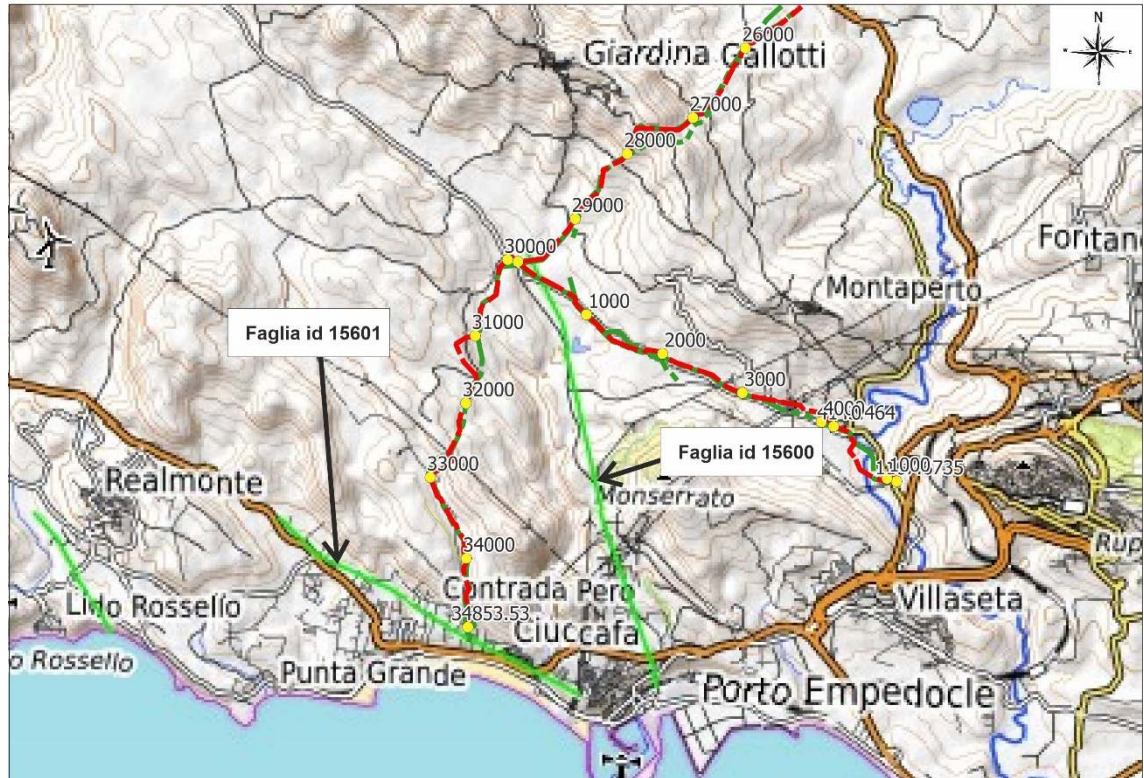 N
W
E
S
26000
Giardina Gallotti
27000
28000
29000
Fontan
30000
Montaperto
1000
31000
Faglia id 15601
2000
32000
3000
4000
464
Faglia id 15600
33000
1000
735
Realmonte
Monserrato
Rup
34000
Contrada Pero
Villaseta
Lido Rossello
34853.53
Ciuccafa
o Rossello
Punta Grande
Porto Empedocle